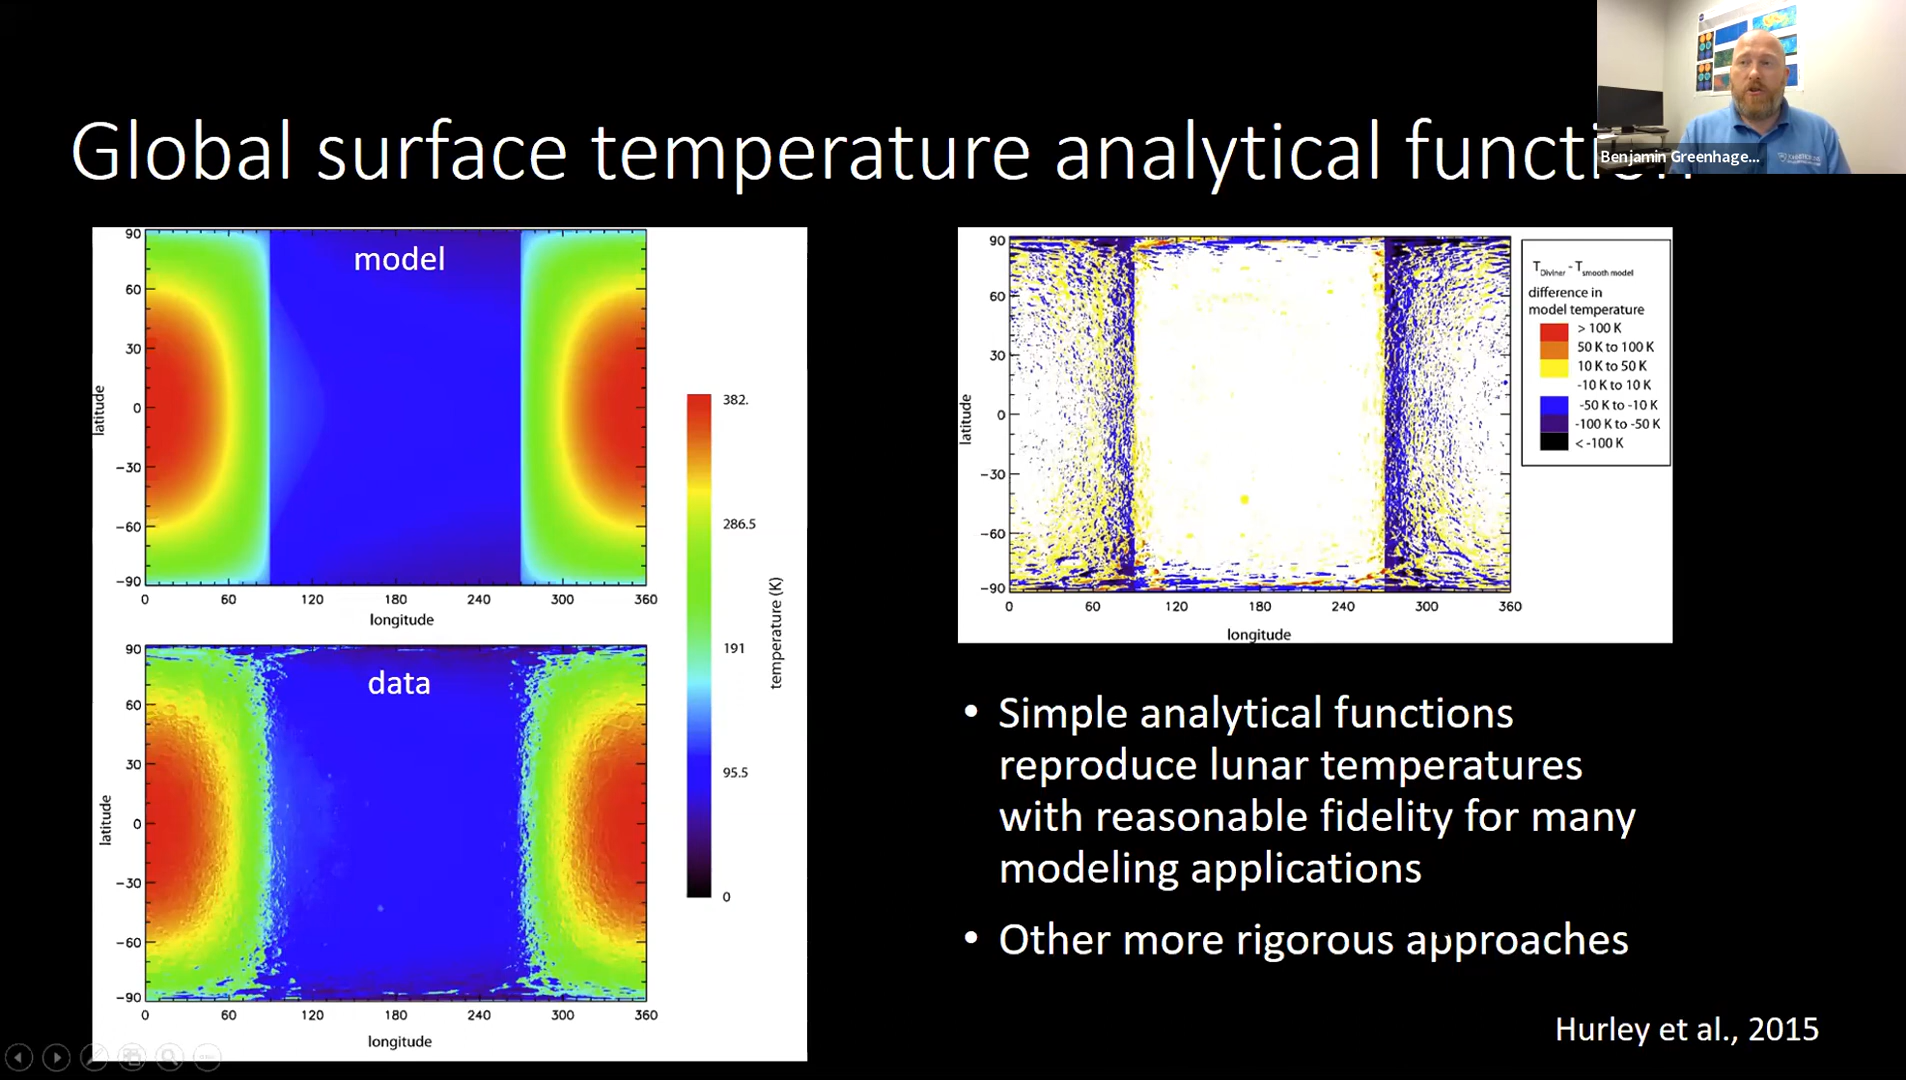 Global surface temperature analytical function
Benjamin Greenhage...
model
90
60
30
0
-30
-60
-90
latitude
0 60 120 180 240 300 360
longitude
data
90
60
30
0
-30
-60
-90
latitude
0 60 120 180 240 300 360
longitude
382.
286.5
191
95.5
0
temperature (K)
90
60
30
0
-30
-60
-90
latitude
0 60 120 180 240 300 360
longitude
TDiviner - Tsmooth model
difference in
model temperature
> 100 K
50 K to 100 K
10 K to 50 K
-10 K to 10 K
-50 K to -10 K
-100 K to -50 K
< -100 K
• Simple analytical functions
reproduce lunar temperatures
with reasonable fidelity for many
modeling applications
• Other more rigorous approaches
Hurley et al., 2015